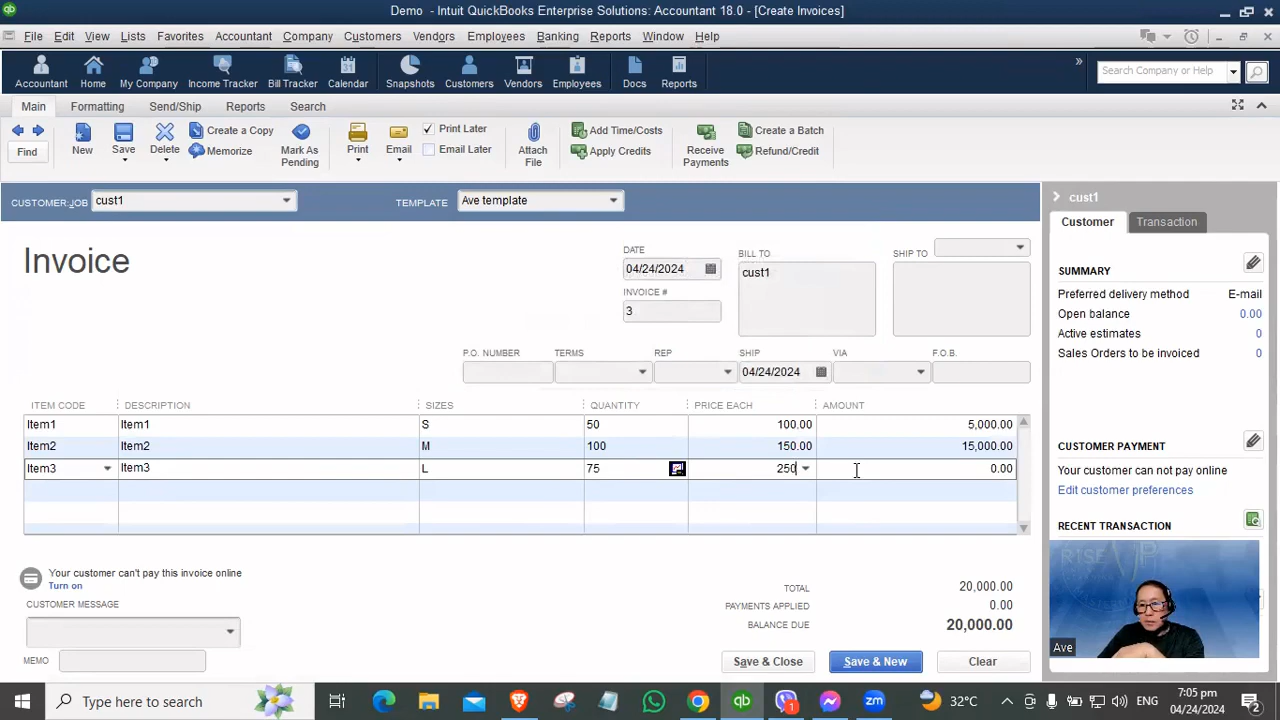 Demo - Intuit QuickBooks Enterprise Solutions: Accountant 18.0 - [Create Invoices]
File Edit View Lists Favorites Accountant Company Customers Vendors Employees Banking Reports Window Help
Accountant Home My Company Income Tracker Bill Tracker Calendar Snapshots Customers Vendors Employees Docs Reports » Search Company or Help
Main Formatting Send/Ship Reports Search
Find New Save Delete Create a Copy Memorize Mark As Pending Print Email Print Later Email Later Attach File Add Time/Costs Apply Credits Receive Payments Create a Batch Refund/Credit
CUSTOMER:JOB cust1 TEMPLATE Ave template
Invoice
DATE
04/24/2024
INVOICE #
3
BILL TO
cust1
SHIP TO
P.O. NUMBER TERMS REP SHIP VIA F.O.B.
04/24/2024
ITEM CODE DESCRIPTION SIZES QUANTITY PRICE EACH AMOUNT
Item1 Item1 S 50 100.00 5,000.00
Item2 Item2 M 100 150.00 15,000.00
Item3 Item3 L 75 250 0.00
Your customer can't pay this invoice online
Turn on
CUSTOMER MESSAGE
MEMO
TOTAL 20,000.00
PAYMENTS APPLIED 0.00
BALANCE DUE 20,000.00
Save & Close Save & New Clear
cust1
Customer Transaction
SUMMARY
Preferred delivery method E-mail
Open balance 0.00
Active estimates 0
Sales Orders to be invoiced 0
CUSTOMER PAYMENT
Your customer can not pay online
Edit customer preferences
RECENT TRANSACTION
RISE UP
Ave
Type here to search
qb
1
zm
32°C
ENG
7:05 pm
04/24/2024
2